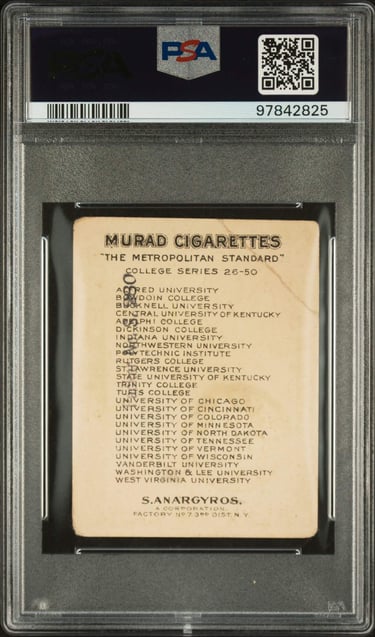 PSA
97842825
MURAD CIGARETTES
"THE METROPOLITAN STANDARD"
COLLEGE SERIES 26-50
ALFRED UNIVERSITY
BOWDOIN COLLEGE
BUCKNELL UNIVERSITY
CENTRAL UNIVERSITY OF KENTUCKY
ADELPHI COLLEGE
DICKINSON COLLEGE
INDIANA UNIVERSITY
NORTHWESTERN UNIVERSITY
POLYTECHNIC INSTITUTE
RUTGERS COLLEGE
ST. LAWRENCE UNIVERSITY
STATE UNIVERSITY OF KENTUCKY
TRINITY COLLEGE
TUFTS COLLEGE
UNIVERSITY OF CHICAGO
UNIVERSITY OF CINCINNATI
UNIVERSITY OF COLORADO
UNIVERSITY OF MINNESOTA
UNIVERSITY OF NORTH DAKOTA
UNIVERSITY OF TENNESSEE
UNIVERSITY OF VERMONT
UNIVERSITY OF WISCONSIN
VANDERBILT UNIVERSITY
WASHINGTON & LEE UNIVERSITY
WEST VIRGINIA UNIVERSITY
S. ANARGYROS.
A CORPORATION.
FACTORY Nº 7. 3RD DIST. N.Y.